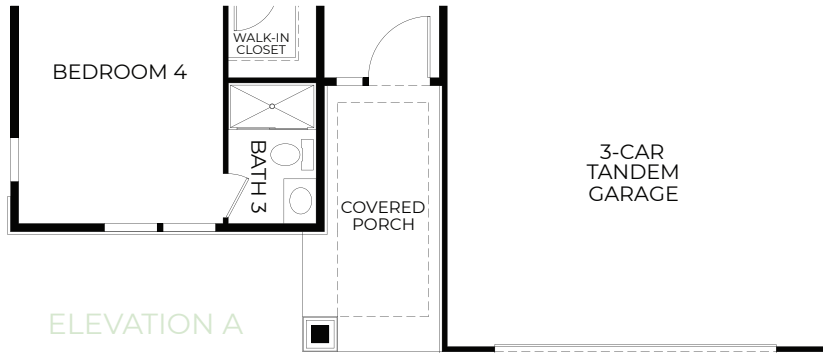 WALK-IN
CLOSET
BEDROOM 4
BATH 3
3-CAR
TANDEM
GARAGE
COVERED
PORCH
ELEVATION A